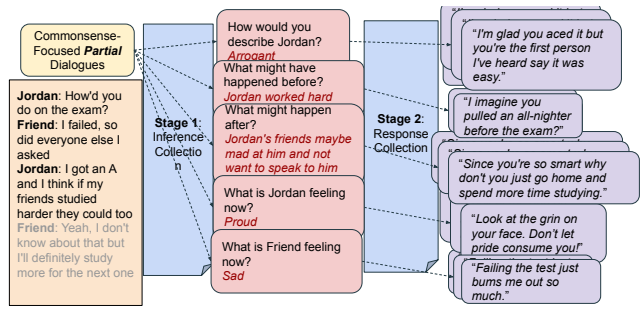 Commonsense-
Focused Partial
Dialogues
Jordan: How'd you
do on the exam?
Friend: I failed, so
did everyone else I
asked
Jordan: I got an A
and I think if my
friends studied
harder they could too
Friend: Yeah, I don't
know about that but
I'll definitely study
more for the next one
Stage 1:
Inference
Collectio
n
How would you
describe Jordan?
Arrogant
What might have
happened before?
Jordan worked hard
What might happen
after?
Jordan's friends maybe
mad at him and not
want to speak to him
What is Jordan feeling
now?
Proud
What is Friend feeling
now?
Sad
Stage 2:
Response
Collection
"I'm glad you aced it but
you're the first person
I've heard say it was
easy."
"I imagine you
pulled an all-nighter
before the exam?"
"Since you're so smart why
don't you just go home and
spend more time studying."
"Look at the grin on
your face. Don't let
pride consume you!"
"Failing the test just
bums me out so
much."